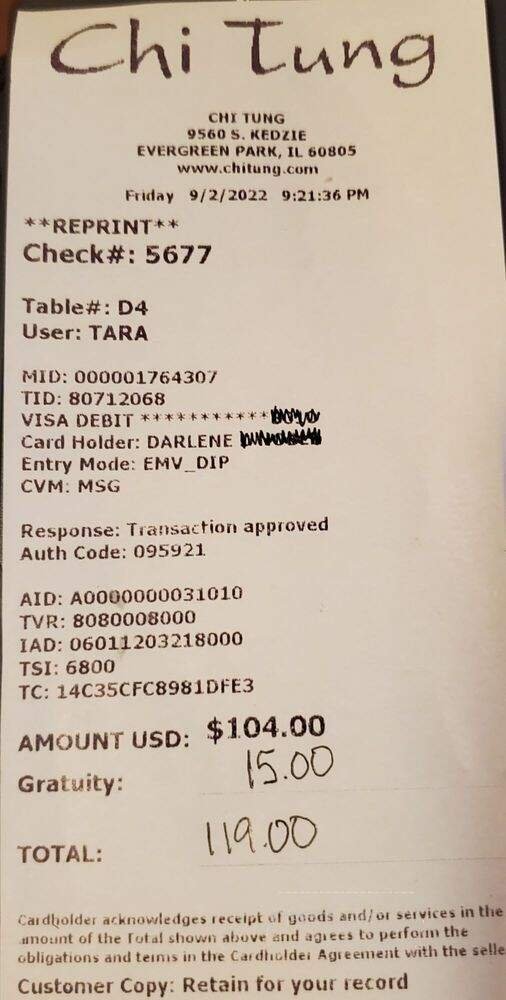 Chi Tung
CHI TUNG
9560 S. KEDZIE
EVERGREEN PARK, IL 60805
www.chitung.com
Friday 9/2/2022 9:21:36 PM
**REPRINT**
Check#: 5677
Table#: D4
User: TARA
MID: 000001764307
TID: 80712068
VISA DEBIT ***********
Card Holder: DARLENE
Entry Mode: EMV_DIP
CVM: MSG
Response: Transaction approved
Auth Code: 095921
AID: A0000000031010
TVR: 8080008000
IAD: 06011203218000
TSI: 6800
TC: 14C35CFC8981DFE3
AMOUNT USD: $104.00
Gratuity: 15.00
TOTAL: 119.00
Cardholder acknowledges receipt of goods and/or services in the
amount of the Total shown above and agrees to perform the
obligations and terms in the Cardholder Agreement with the selle
Customer Copy: Retain for your record